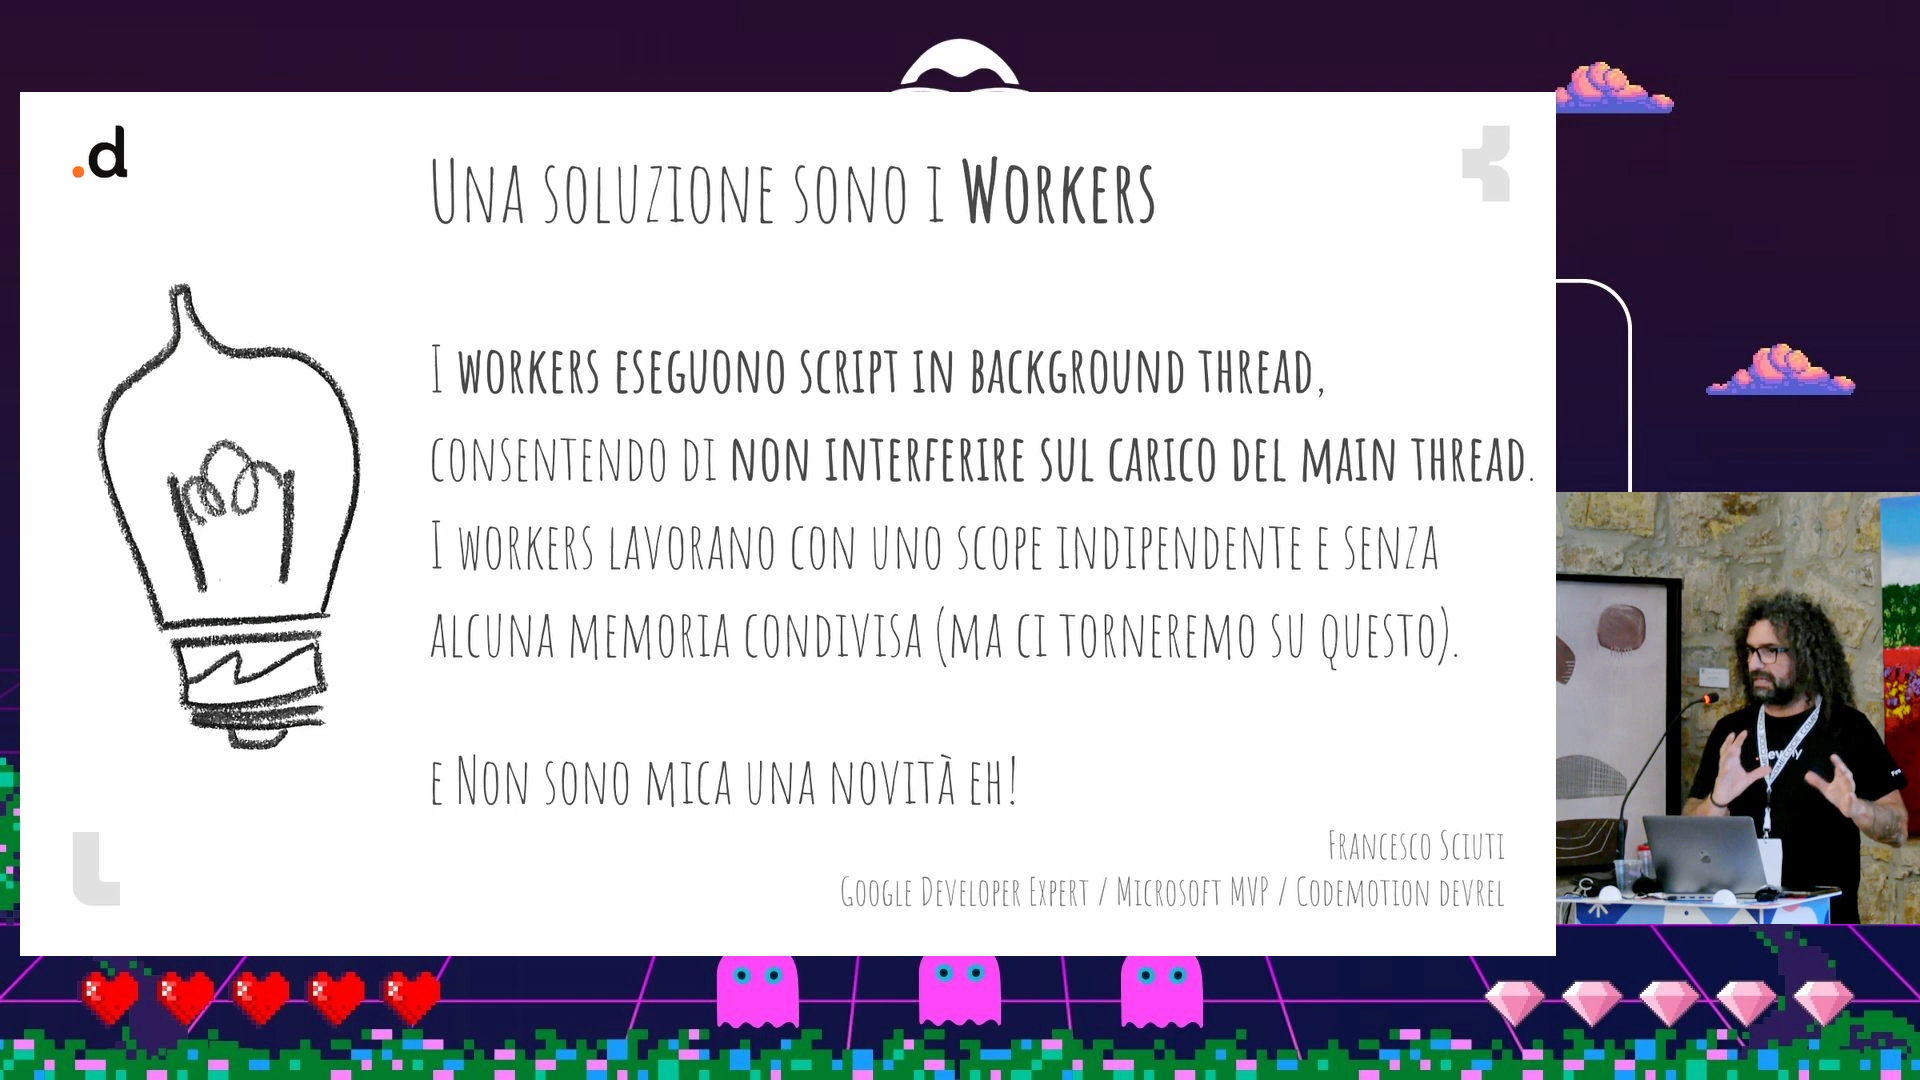 .d
Una soluzione sono i Workers
I workers eseguono script in background thread,
consentendo di non interferire sul carico del main thread.
I workers lavorano con uno scope indipendente e senza
alcuna memoria condivisa (ma ci torneremo su questo).
e Non sono mica una novità eh!
Francesco Sciuti
Google Developer Expert / Microsoft MVP / Codemotion devrel